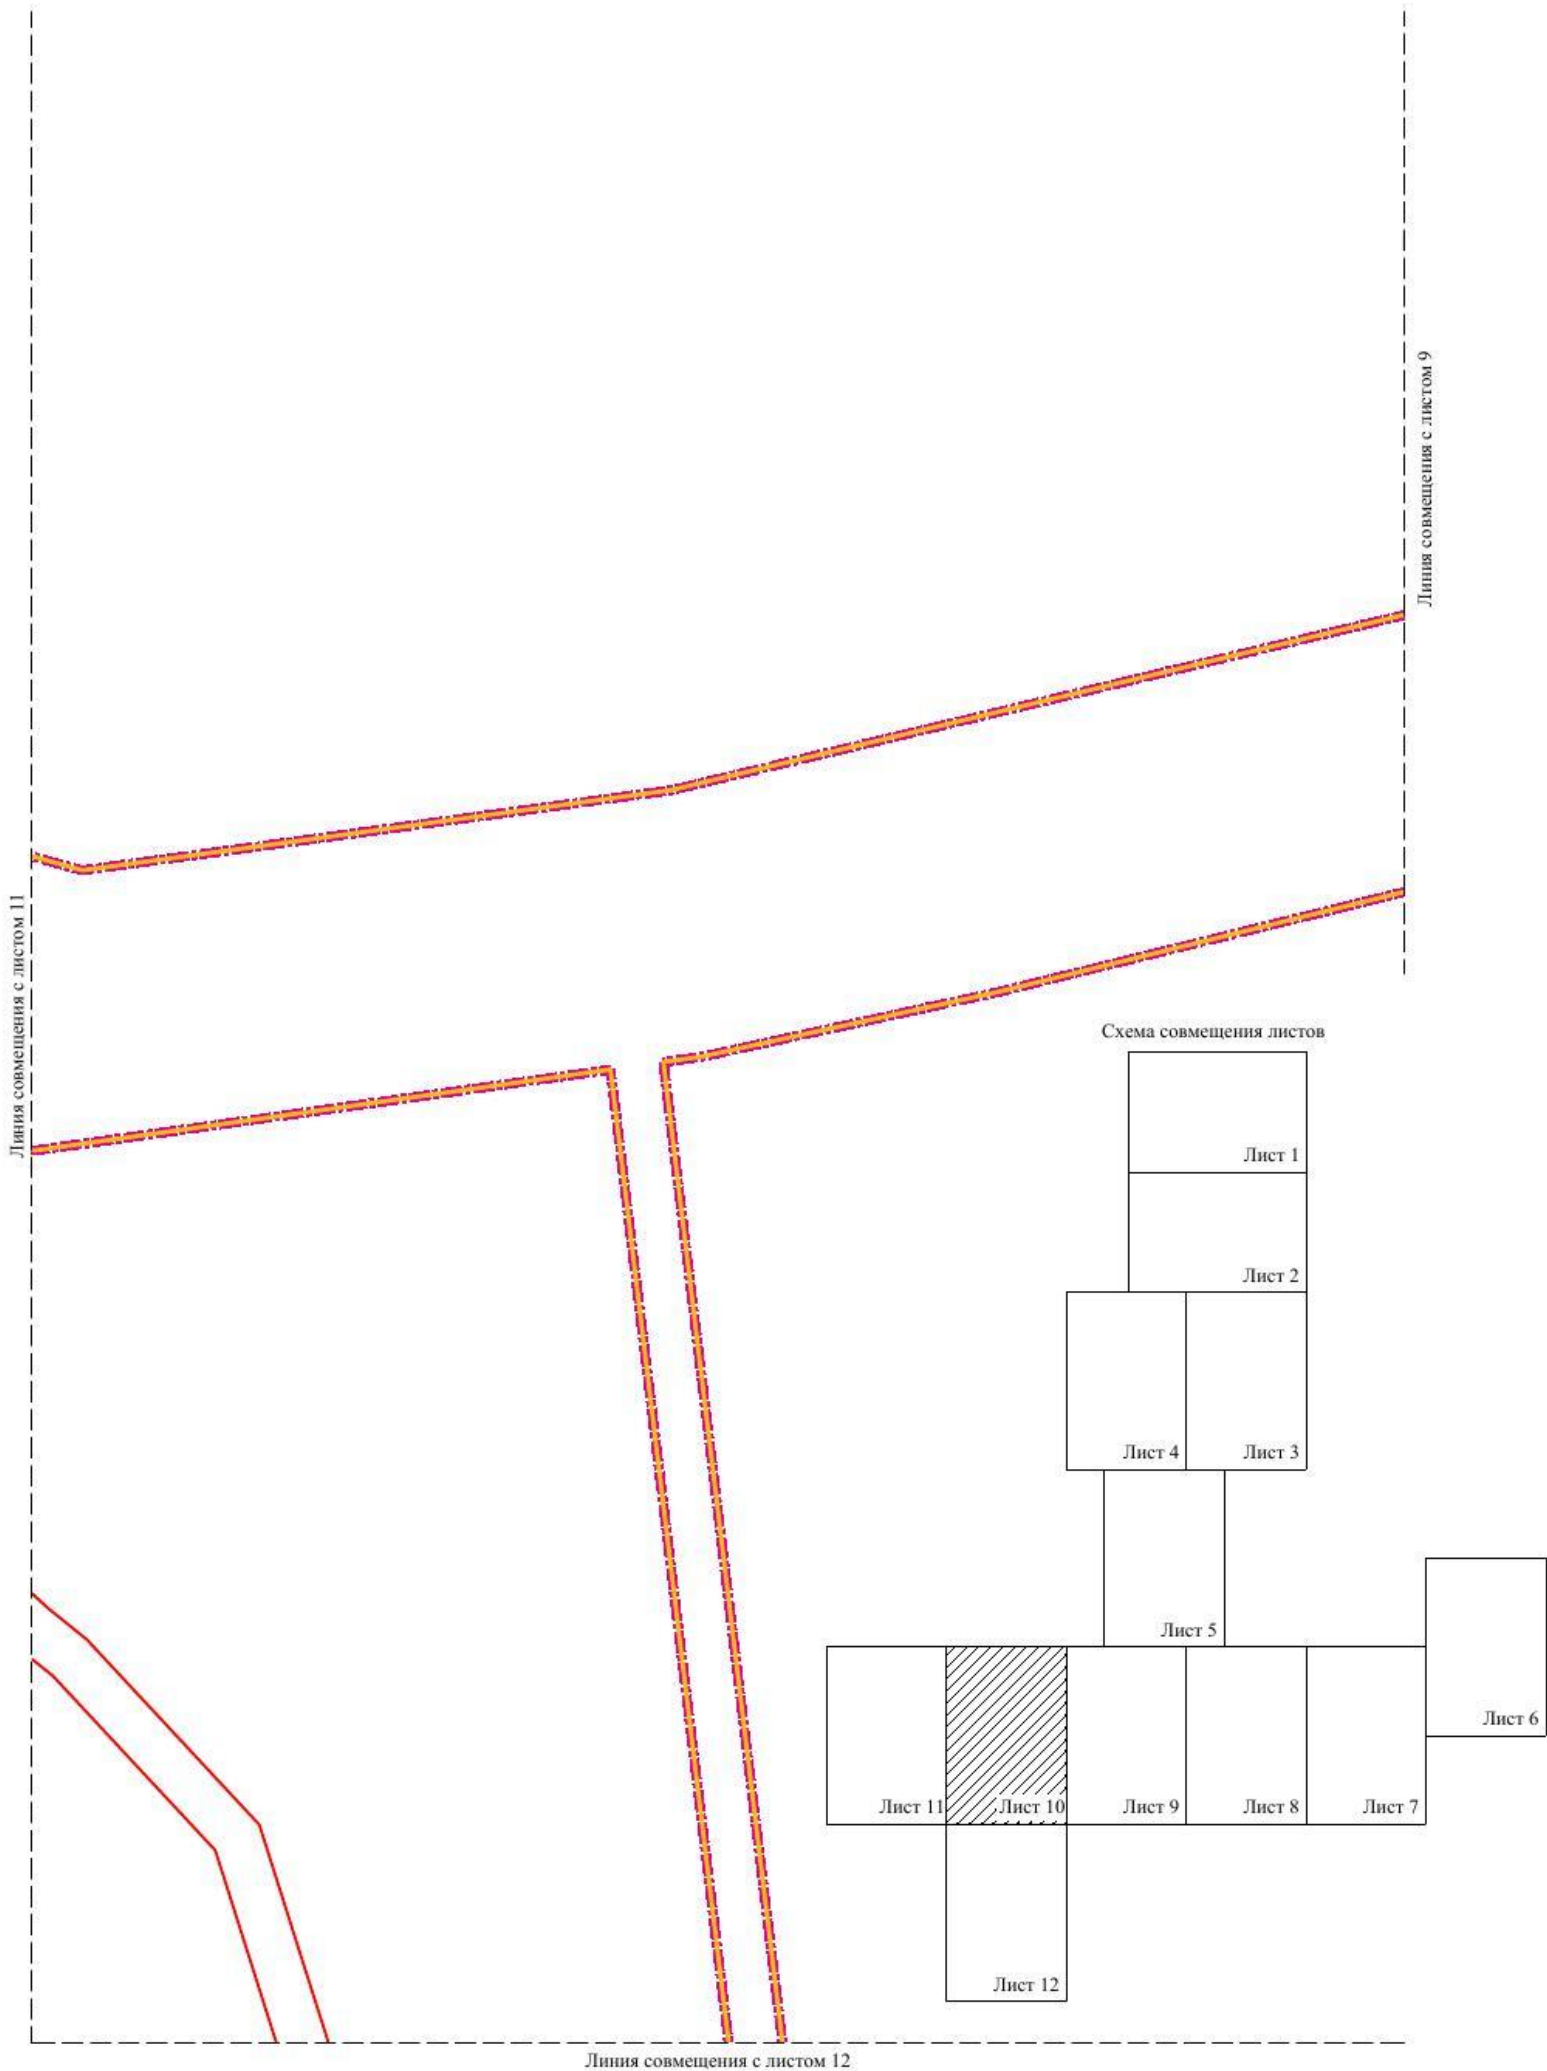 Линия совмещения с листом 9
Линия совмещения с листом 11
Схема совмещения листов
Лист 1
Лист 2
Лист 4
Лист 3
Лист 5
Лист 6
Лист 11
Лист 10
Лист 9
Лист 8
Лист 7
Лист 12
Линия совмещения с листом 12